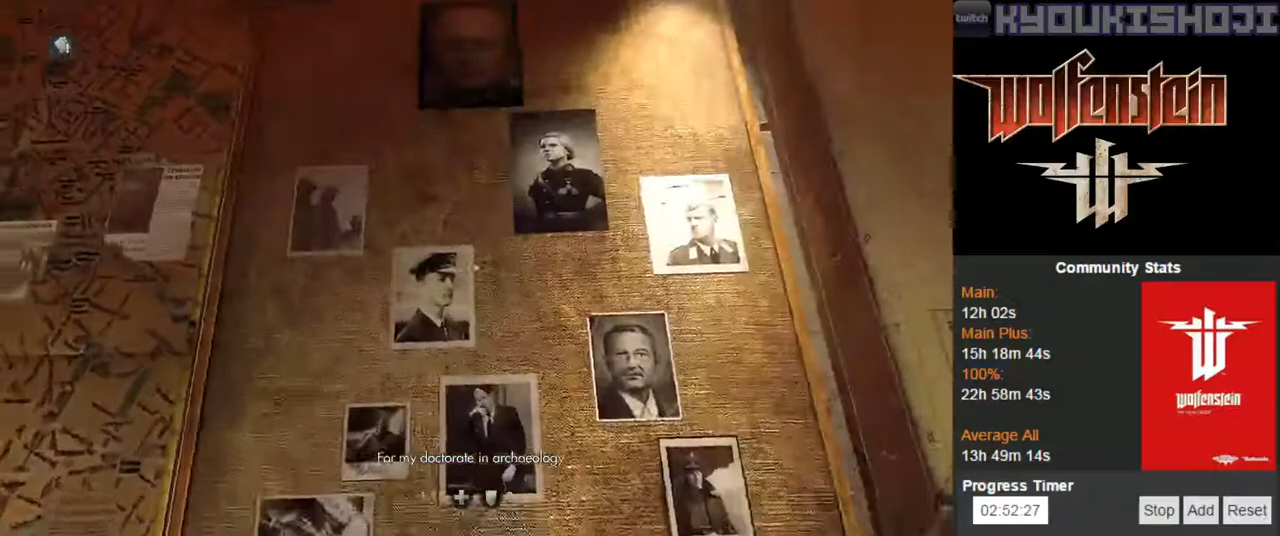 twitch
KYOUKISHOJI
Wolfenstein
Community Stats
Main:
12h 02s
Main Plus:
15h 18m 44s
100%:
22h 58m 43s
Average All
13h 49m 14s
Wolfenstein
Progress Timer
02:52:27
Stop
Add
Reset
For my doctorate in archaeology